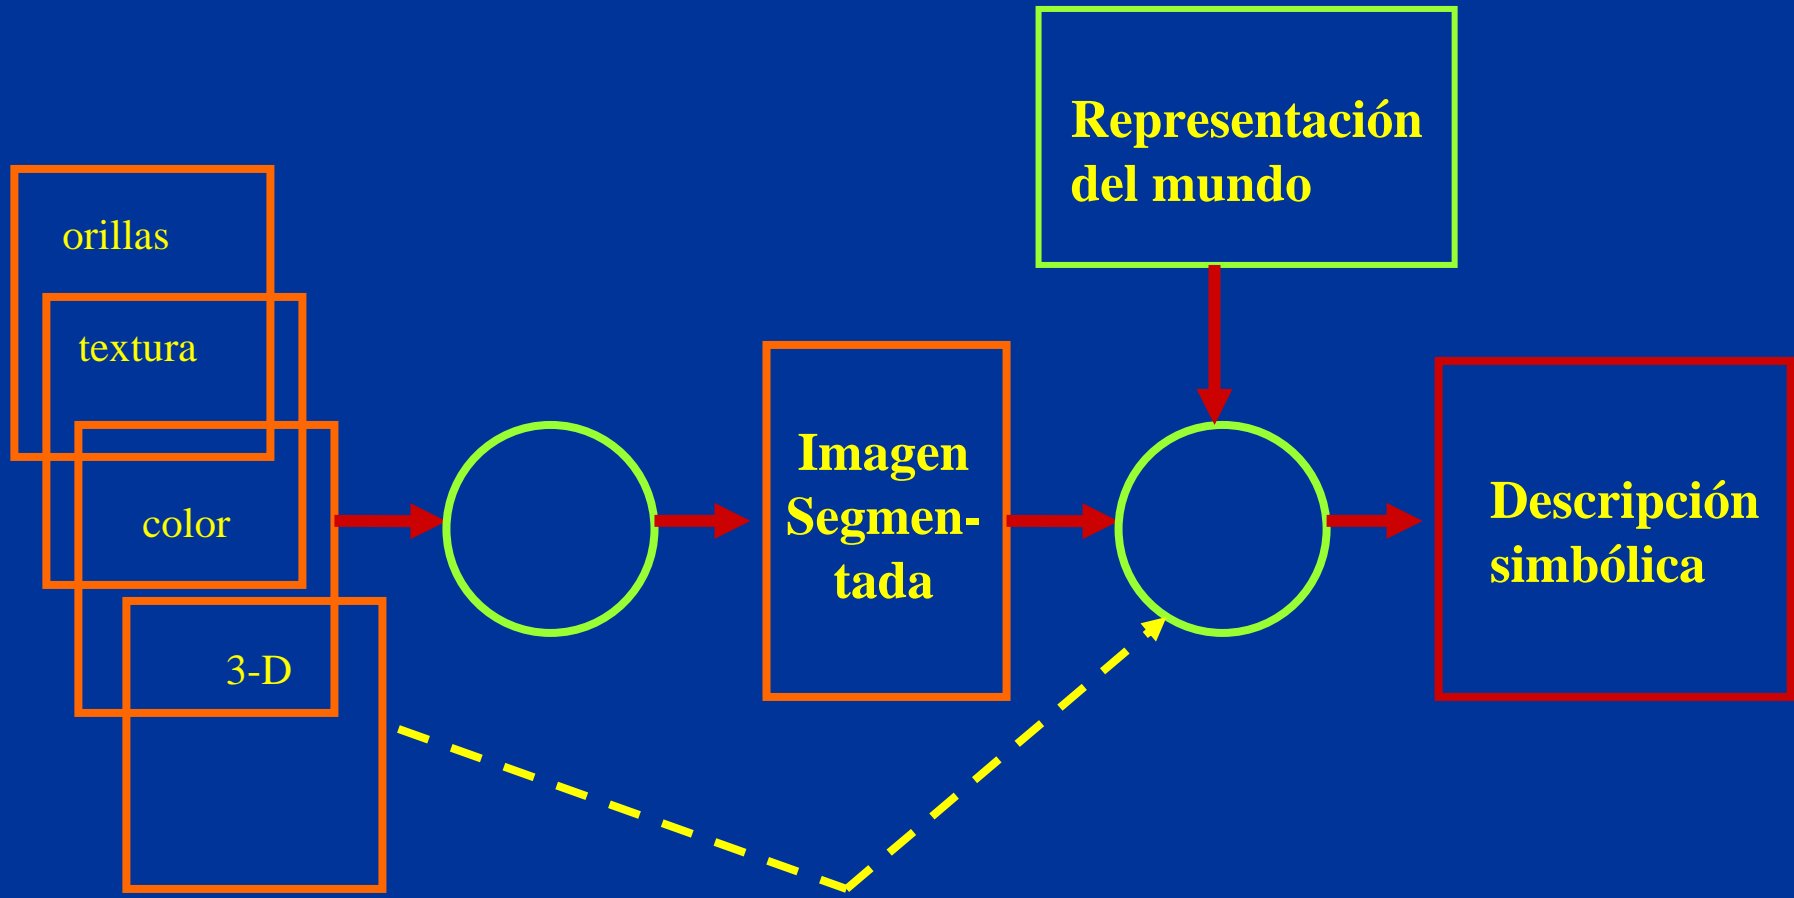 orillas
textura
color
3-D
Imagen
Segmen-
tada
Representación
del mundo
Descripción
simbólica